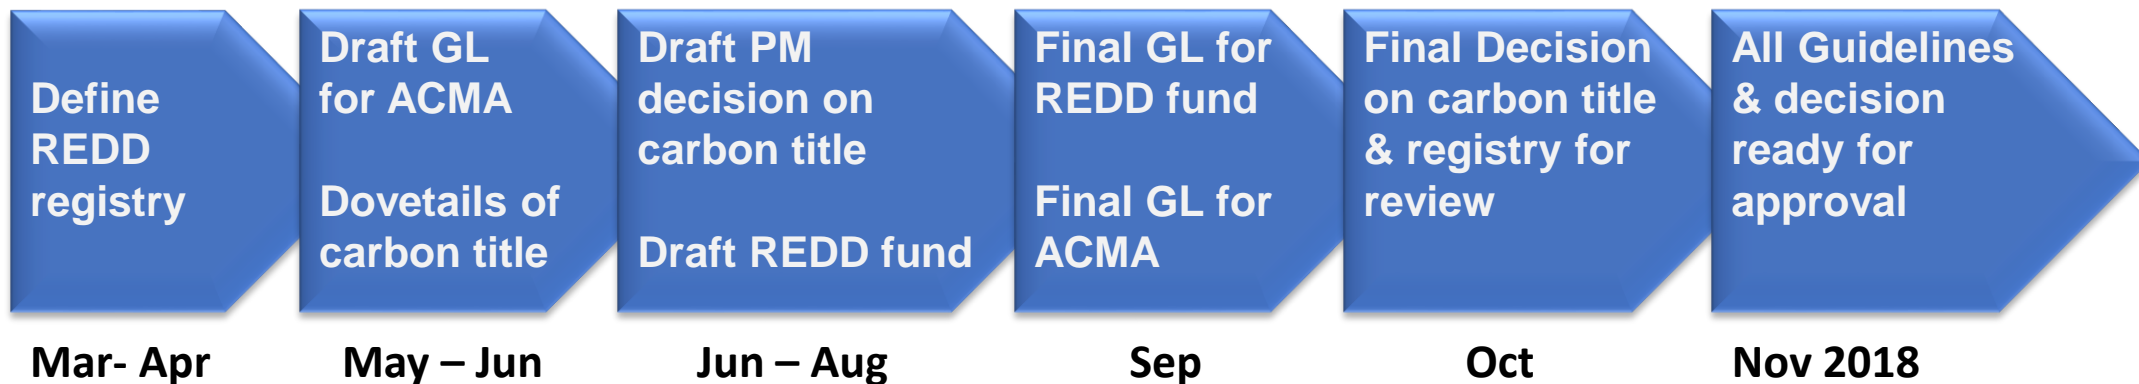 Define
REDD
registry
Draft GL
for ACMA
Dovetails of
carbon title
Draft PM
decision on
carbon title
Draft REDD fund
Final GL for
REDD fund
Final GL for
ACMA
Final Decision
on carbon title
& registry for
review
All Guidelines
& decision
ready for
approval
Mar- Apr
May – Jun
Jun – Aug
Sep
Oct
Nov 2018